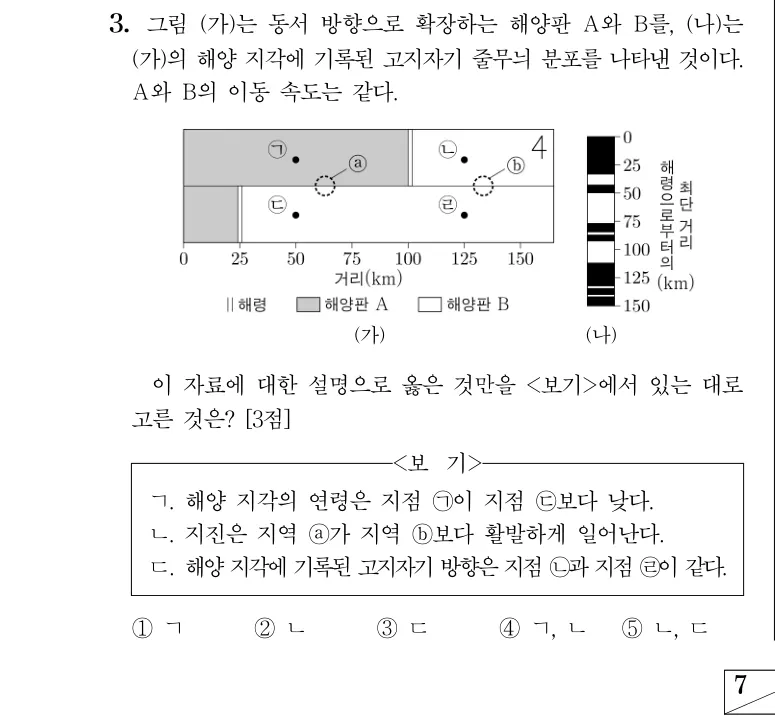 3. 그림 (가)는 동서 방향으로 확장하는 해양판 A와 B를, (나)는
(가)의 해양 지각에 기록된 고지자기 줄무늬 분포를 나타낸 것이다.
A와 B의 이동 속도는 같다.
㉠ ⓐ ㉡ ⓑ 4
㉢ ㉣
0 25 50 75 100 125 150
거리(km)
해령 해양판 A 해양판 B
(가)
0
25
50
75
100
125
150
해령으로부터의
최단 거리
(km)
(나)
이 자료에 대한 설명으로 옳은 것만을 <보기>에서 있는 대로
고른 것은? [3점]
<보 기>
ㄱ. 해양 지각의 연령은 지점 ㉠이 지점 ㉢보다 낮다.
ㄴ. 지진은 지역 ⓐ가 지역 ⓑ보다 활발하게 일어난다.
ㄷ. 해양 지각에 기록된 고지자기 방향은 지점 ㉡과 지점 ㉣이 같다.
① ㄱ ② ㄴ ③ ㄷ ④ ㄱ, ㄴ ⑤ ㄴ, ㄷ
7